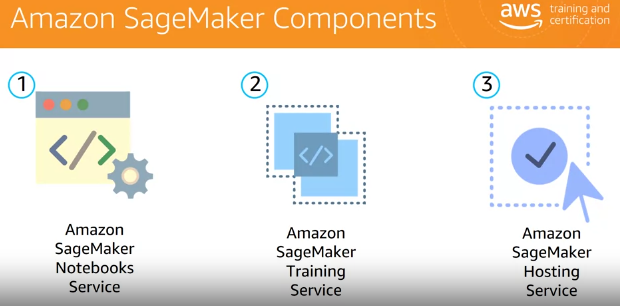 Amazon SageMaker Components
aws training and
certification
1
2
3
</>
</>
Amazon
SageMaker
Notebooks
Service
Amazon
SageMaker
Training
Service
Amazon
SageMaker
Hosting
Service